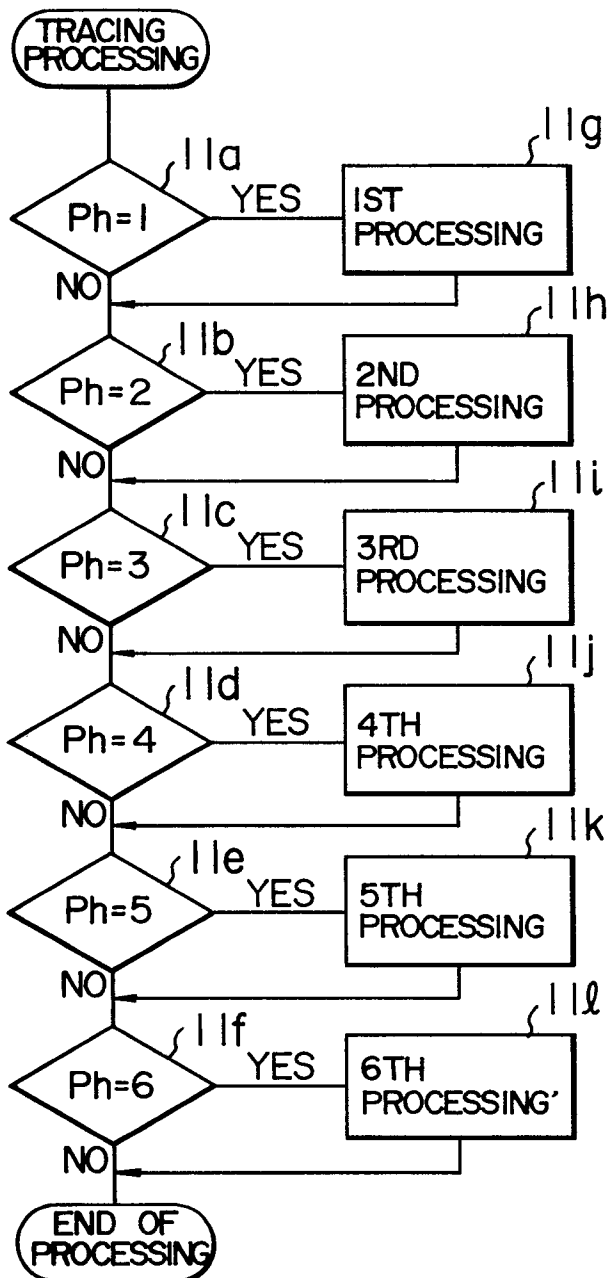 TRACING
PROCESSING
11a
11g
Ph=1
YES
1ST
PROCESSING
NO
11b
11h
Ph=2
YES
2ND
PROCESSING
NO
11c
11i
Ph=3
YES
3RD
PROCESSING
NO
11d
11j
Ph=4
YES
4TH
PROCESSING
NO
11e
11k
Ph=5
YES
5TH
PROCESSING
NO
11f
11ℓ
Ph=6
YES
6TH
PROCESSING'
NO
END OF
PROCESSING